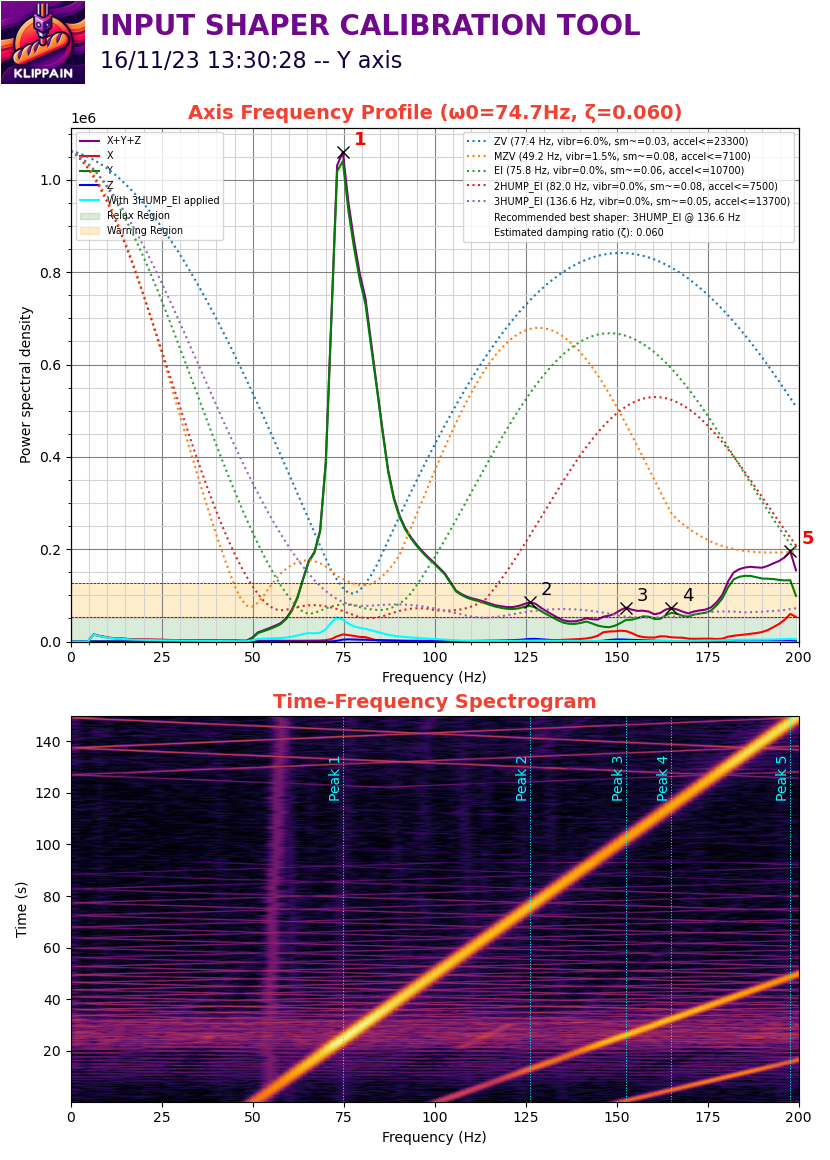 INPUT SHAPER CALIBRATION TOOL
16/11/23 13:30:28 -- Y axis
KLIPPAIN
Axis Frequency Profile (ω0=74.7Hz, ζ=0.060)
1e6
X+Y+Z
X
Y
Z
With 3HUMP_EI applied
Relax Region
Warning Region
ZV (77.4 Hz, vibr=6.0%, sm~=0.03, accel<=23300)
MZV (49.2 Hz, vibr=1.5%, sm~=0.08, accel<=7100)
EI (75.8 Hz, vibr=0.0%, sm~=0.06, accel<=10700)
2HUMP_EI (82.0 Hz, vibr=0.0%, sm~=0.08, accel<=7500)
3HUMP_EI (136.6 Hz, vibr=0.0%, sm~=0.05, accel<=13700)
Recommended best shaper: 3HUMP_EI @ 136.6 Hz
Estimated damping ratio (ζ): 0.060
1
2
3
4
5
Power spectral density
1.0
0.8
0.6
0.4
0.2
0.0
0 25 50 75 100 125 150 175 200
Frequency (Hz)
Time-Frequency Spectrogram
Time (s)
140
120
100
80
60
40
20
Peak 1
Peak 2
Peak 3
Peak 4
Peak 5
0 25 50 75 100 125 150 175 200
Frequency (Hz)